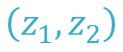 (z₁, z₂)